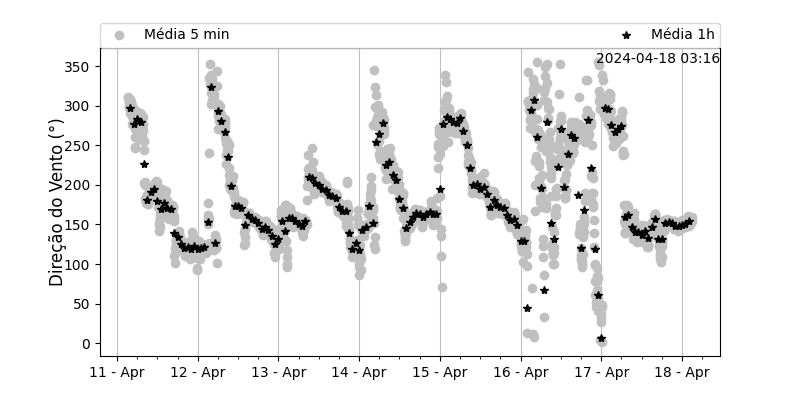 Média 5 min
Média 1h
2024-04-18 03:16
Direção do Vento (°)
350
300
250
200
150
100
50
0
11 - Apr
12 - Apr
13 - Apr
14 - Apr
15 - Apr
16 - Apr
17 - Apr
18 - Apr